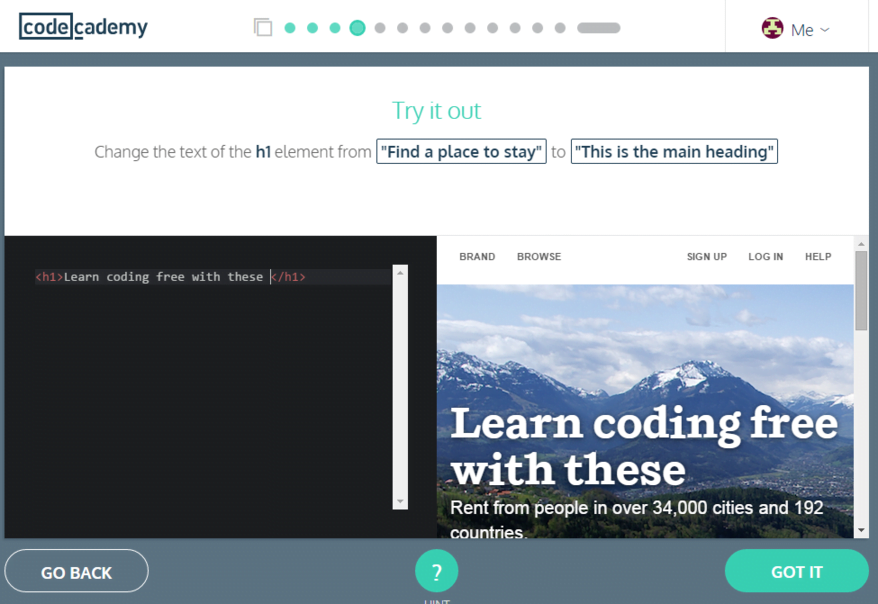 codecademy
Me
Try it out
Change the text of the h1 element from "Find a place to stay" to "This is the main heading"
<h1>Learn coding free with these </h1>
BRAND BROWSE SIGN UP LOG IN HELP
Learn coding free
with these
Rent from people in over 34,000 cities and 192
countries.
GO BACK
?
GOT IT
HINT